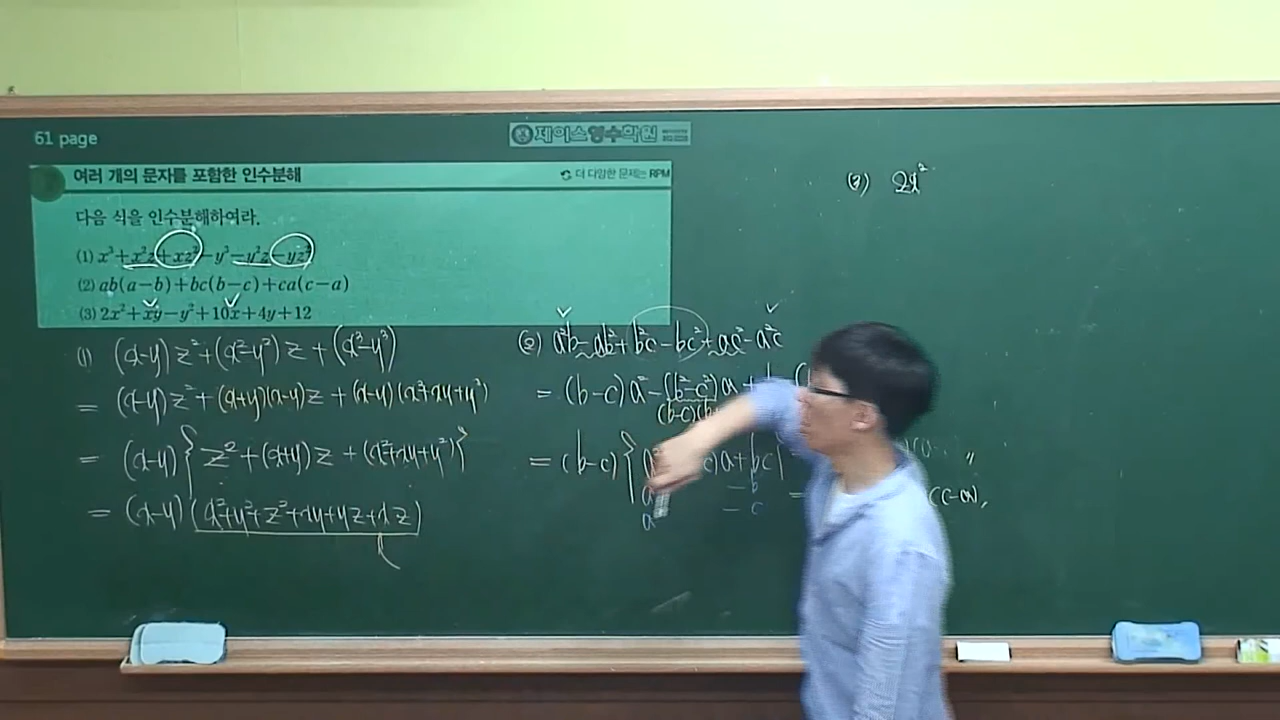 61 page
제이스영수학원
여러 개의 문자를 포함한 인수분해
더 다양한 문제는 RPM
다음 식을 인수분해하여라.
(1) x³+x²z+xz²-y³-y²z-yz²
(2) ab(a-b)+bc(b-c)+ca(c-a)
(3) 2x²+xy-y²+10x+4y+12
(1) (x-y)z²+(x²-y²)z+(x³-y³)
= (x-y)z²+(x+y)(x-y)z+(x-y)(x²+xy+y²)
= (x-y){z²+(x+y)z+(x²+xy+y²)}
= (x-y)(x²+y²+z²+xy+yz+xz)
(2) a²b-ab²+b²c-bc²+ac²-a²c
= (b-c)a²-(b²-c²)a+
(b-c)(b
= (b-c){a² c)a+bc}
a -b
a -c
= (c-a),
(3) 2x²